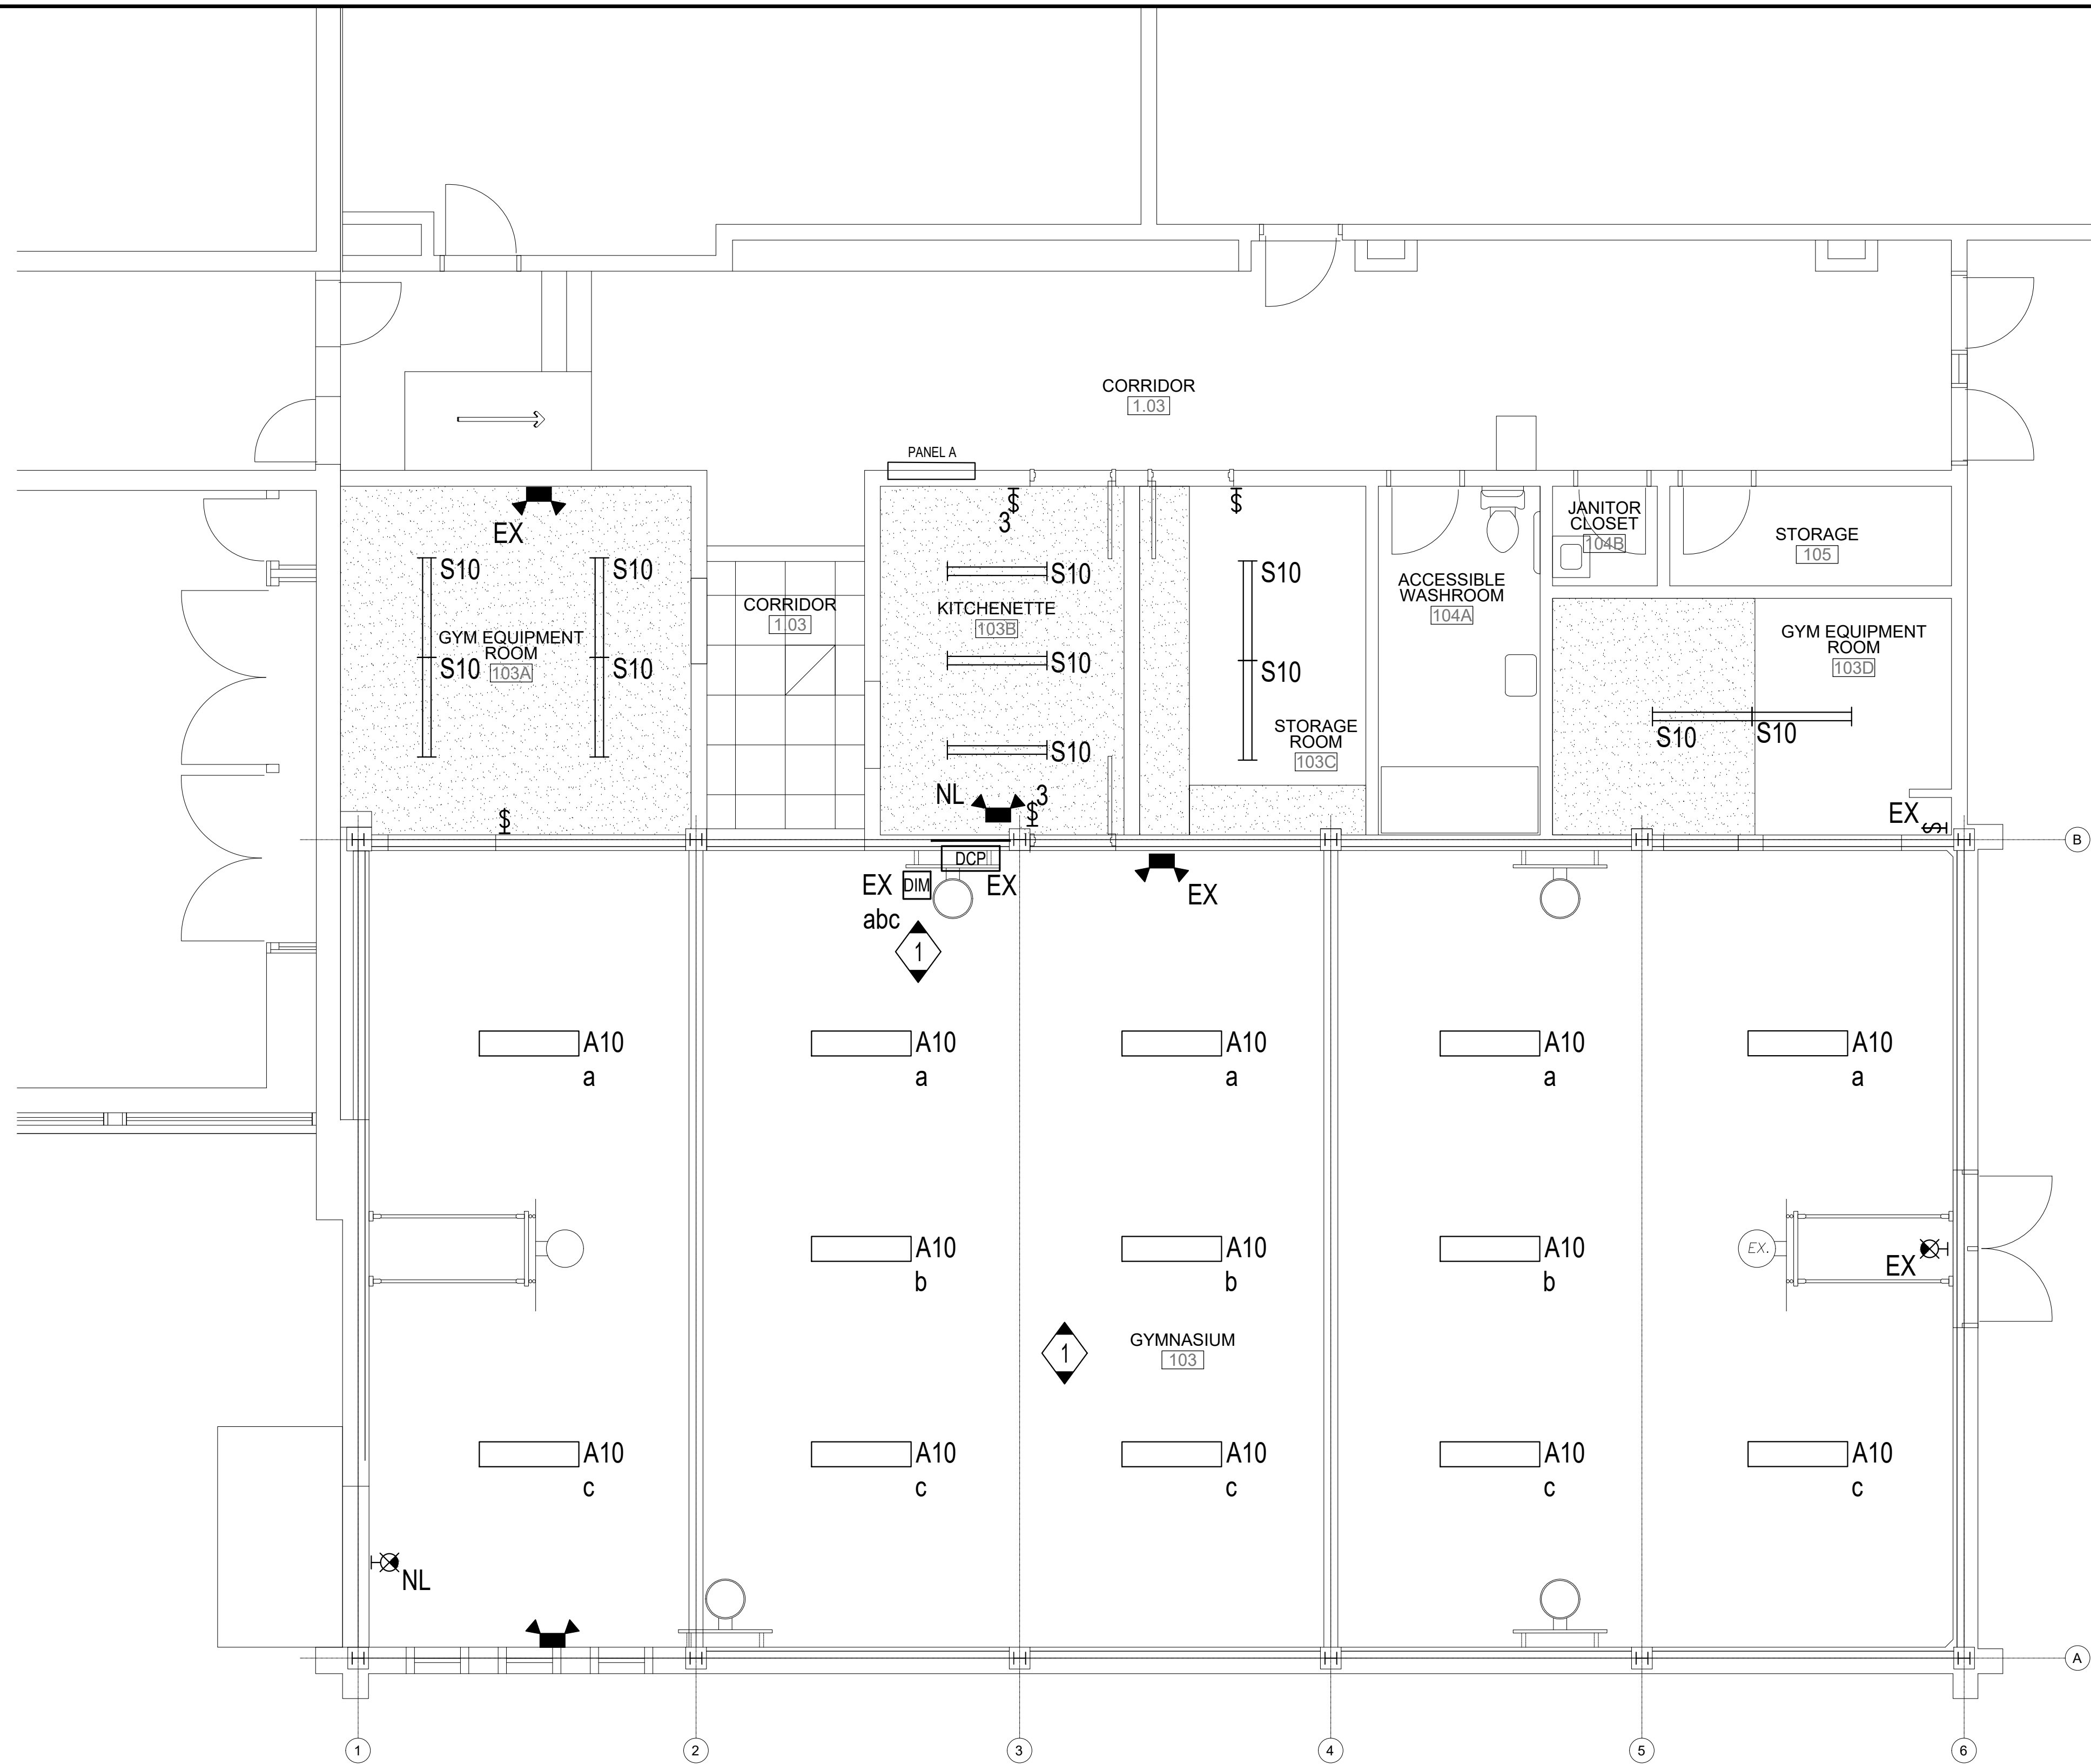 CORRIDOR
1.03
PANEL A
EX
$
3
$
JANITOR
CLOSET
104B
STORAGE
105
S10
S10
S10
S10
ACCESSIBLE
WASHROOM
104A
CORRIDOR
1.03
KITCHENETTE
103B
GYM EQUIPMENT
ROOM
103A
GYM EQUIPMENT
ROOM
103D
S10
S10
S10
S10
S10
STORAGE
ROOM
103C
S10
S10
S10
NL
3
$
$
EX
$
B
DCP
EX
DIM
EX
EX
abc
1
A10
A10
A10
A10
A10
a
a
a
a
a
A10
A10
A10
EX.
EX
b
b
b
GYMNASIUM
103
1
A10
A10
A10
A10
A10
c
c
c
c
c
NL
A
1
2
3
4
5
6